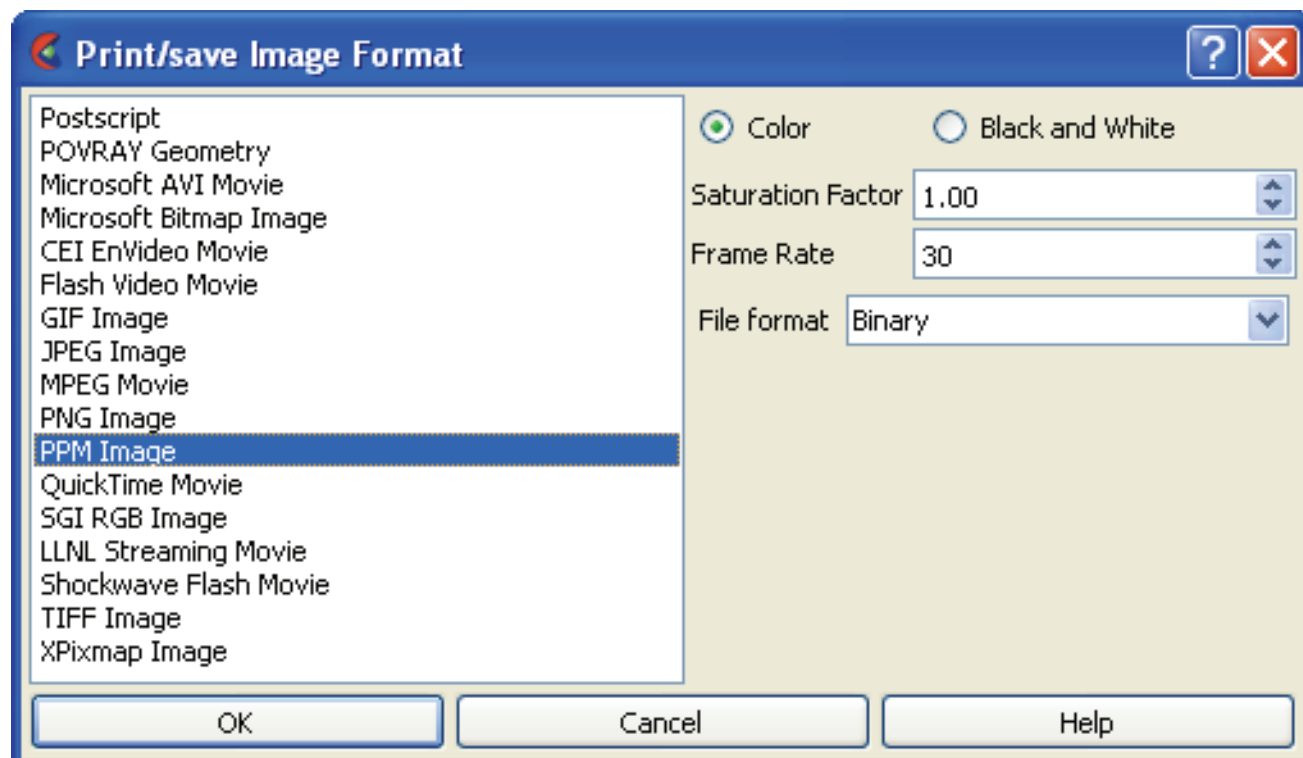 Print/save Image Format
?
Postscript
POVRAY Geometry
Microsoft AVI Movie
Microsoft Bitmap Image
CEI EnVideo Movie
Flash Video Movie
GIF Image
JPEG Image
MPEG Movie
PNG Image
PPM Image
QuickTime Movie
SGI RGB Image
LLNL Streaming Movie
Shockwave Flash Movie
TIFF Image
XPixmap Image
Color Black and White
Saturation Factor 1.00
Frame Rate 30
File format Binary
OK Cancel Help